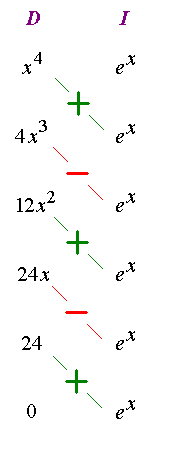 D I
x⁴ eˣ
+
4x³ eˣ
−
12x² eˣ
+
24x eˣ
−
24 eˣ
+
0 eˣ